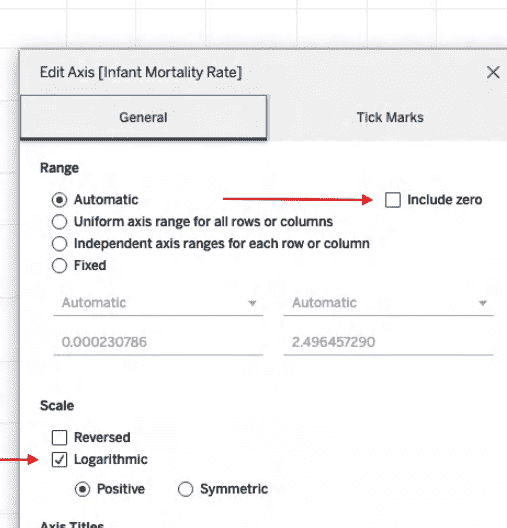 Edit Axis [Infant Mortality Rate]
General Tick Marks
Range
Automatic Include zero
Uniform axis range for all rows or columns
Independent axis ranges for each row or column
Fixed
Automatic Automatic
0.000230786 2.496457290
Scale
Reversed
Logarithmic
Positive Symmetric
Axis Titles